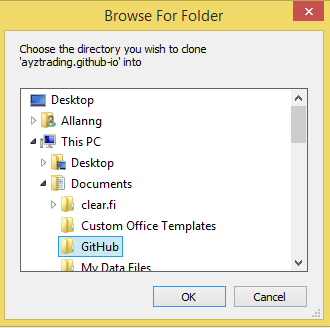 Browse For Folder
Choose the directory you wish to clone
'ayztrading.github-io' into
Desktop
Allanng
This PC
Desktop
Documents
clear.fi
Custom Office Templates
GitHub
My Data Files
OK
Cancel